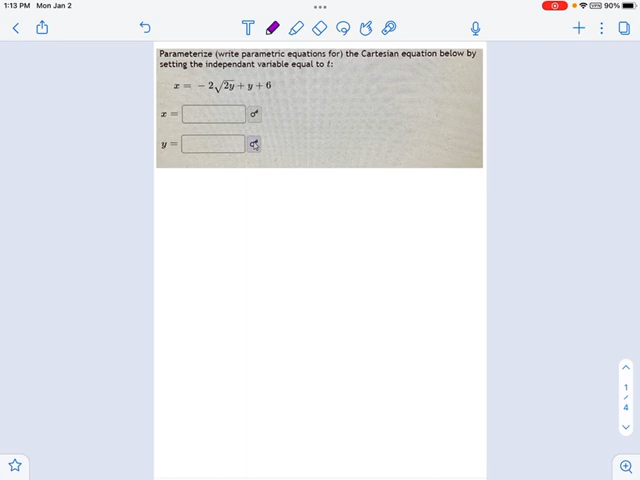 1:13 PM Mon Jan 2
VPN 90%
T
Parameterize (write parametric equations for) the Cartesian equation below by
setting the independant variable equal to t:
x = − 2√2y + y + 6
x =
y =
1
/
4